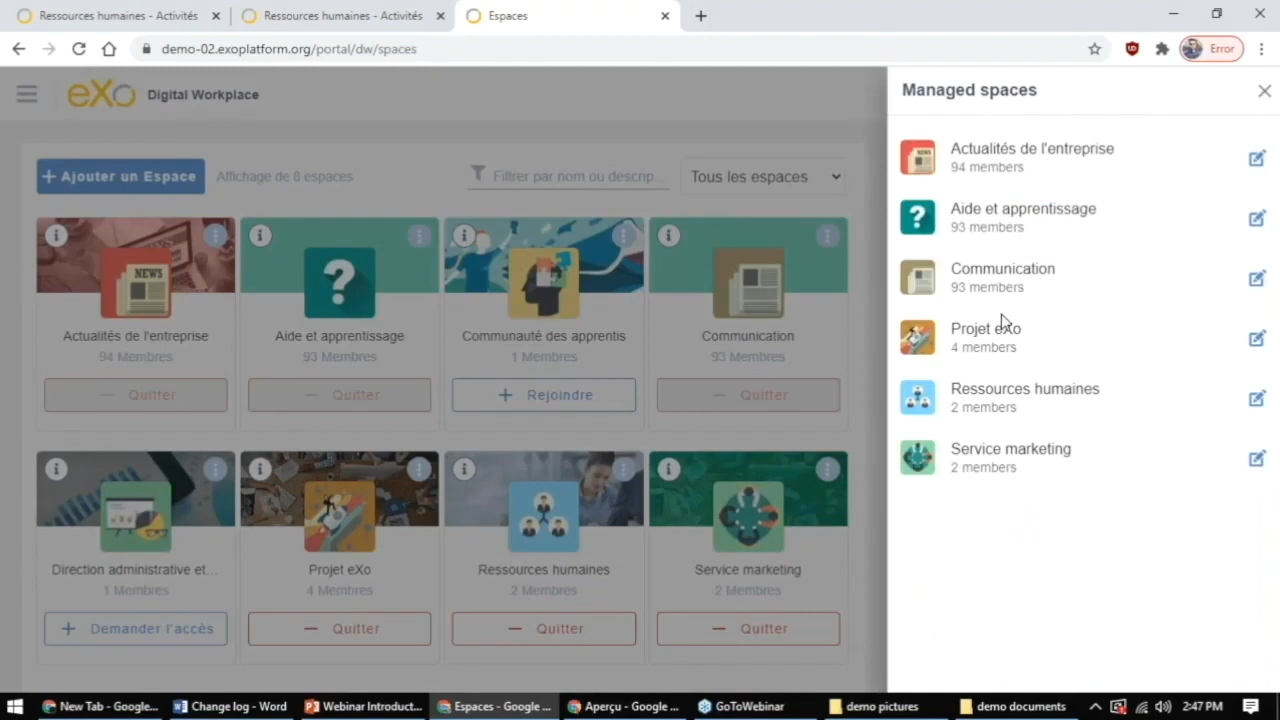 Ressources humaines - Activités
Ressources humaines - Activités
Espaces
demo-02.exoplatform.org/portal/dw/spaces
Error
eXo Digital Workplace
Managed spaces
Actualités de l'entreprise
94 members
Aide et apprentissage
93 members
Communication
93 members
Projet eXo
4 members
Ressources humaines
2 members
Service marketing
2 members
+ Ajouter un Espace
Affichage de 8 espaces
Filtrer par nom ou descrip...
Tous les espaces
NEWS
Actualités de l'entreprise
94 Membres
Quitter
Aide et apprentissage
93 Membres
Quitter
Communauté des apprentis
1 Membres
+ Rejoindre
Communication
93 Membres
Quitter
Direction administrative et...
1 Membres
+ Demander l'accès
Projet eXo
4 Membres
Quitter
Ressources humaines
2 Membres
Quitter
Service marketing
2 Membres
Quitter
New Tab - Google...
Change log - Word
Webinar Introduct...
Espaces - Google ...
Aperçu - Google ...
GoToWebinar
demo pictures
demo documents
2:47 PM